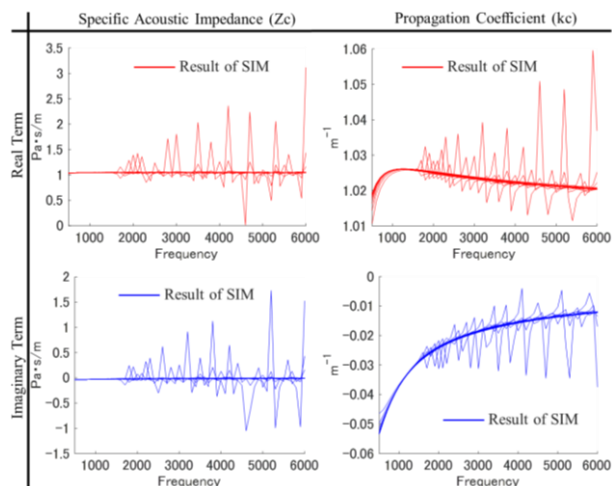 Specific Acoustic Impedance (Zc)
Propagation Coefficient (kc)
Real Term
Pa・s/m
3.5
3
2.5
2
1.5
1
0.5
0
Result of SIM
1000 2000 3000 4000 5000 6000
Frequency
m⁻¹
1.06
1.05
1.04
1.03
1.02
1.01
Result of SIM
1000 2000 3000 4000 5000 6000
Frequency
Imaginary Term
Pa・s/m
2
1.5
1
0.5
0
-0.5
-1
-1.5
Result of SIM
1000 2000 3000 4000 5000 6000
Frequency
m⁻¹
0
-0.01
-0.02
-0.03
-0.04
-0.05
-0.06
Result of SIM
1000 2000 3000 4000 5000 6000
Frequency